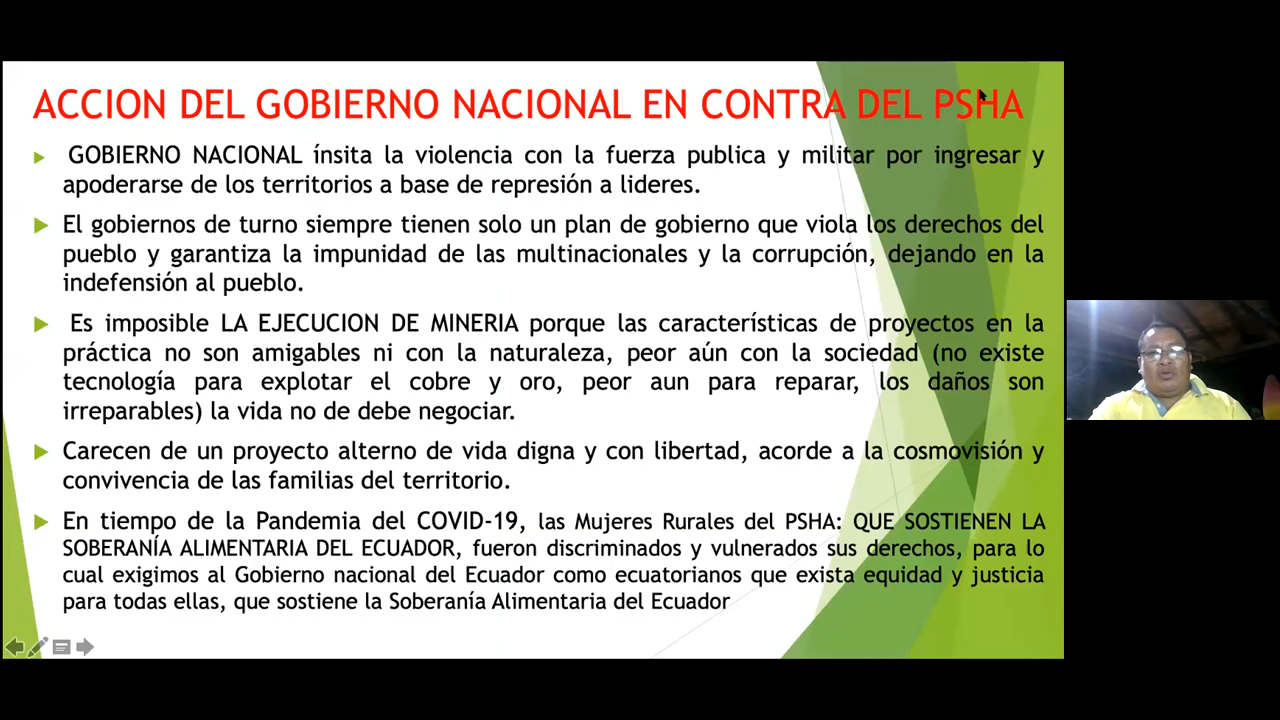 ACCION DEL GOBIERNO NACIONAL EN CONTRA DEL PSHA
GOBIERNO NACIONAL ínsita la violencia con la fuerza publica y militar por ingresar y
apoderarse de los territorios a base de represión a lideres.
El gobiernos de turno siempre tienen solo un plan de gobierno que viola los derechos del
pueblo y garantiza la impunidad de las multinacionales y la corrupción, dejando en la
indefensión al pueblo.
Es imposible LA EJECUCION DE MINERIA porque las características de proyectos en la
práctica no son amigables ni con la naturaleza, peor aún con la sociedad (no existe
tecnología para explotar el cobre y oro, peor aun para reparar, los daños son
irreparables) la vida no de debe negociar.
Carecen de un proyecto alterno de vida digna y con libertad, acorde a la cosmovisión y
convivencia de las familias del territorio.
En tiempo de la Pandemia del COVID-19, las Mujeres Rurales del PSHA: QUE SOSTIENEN LA
SOBERANÍA ALIMENTARIA DEL ECUADOR, fueron discriminados y vulnerados sus derechos, para lo
cual exigimos al Gobierno nacional del Ecuador como ecuatorianos que exista equidad y justicia
para todas ellas, que sostiene la Soberanía Alimentaria del Ecuador